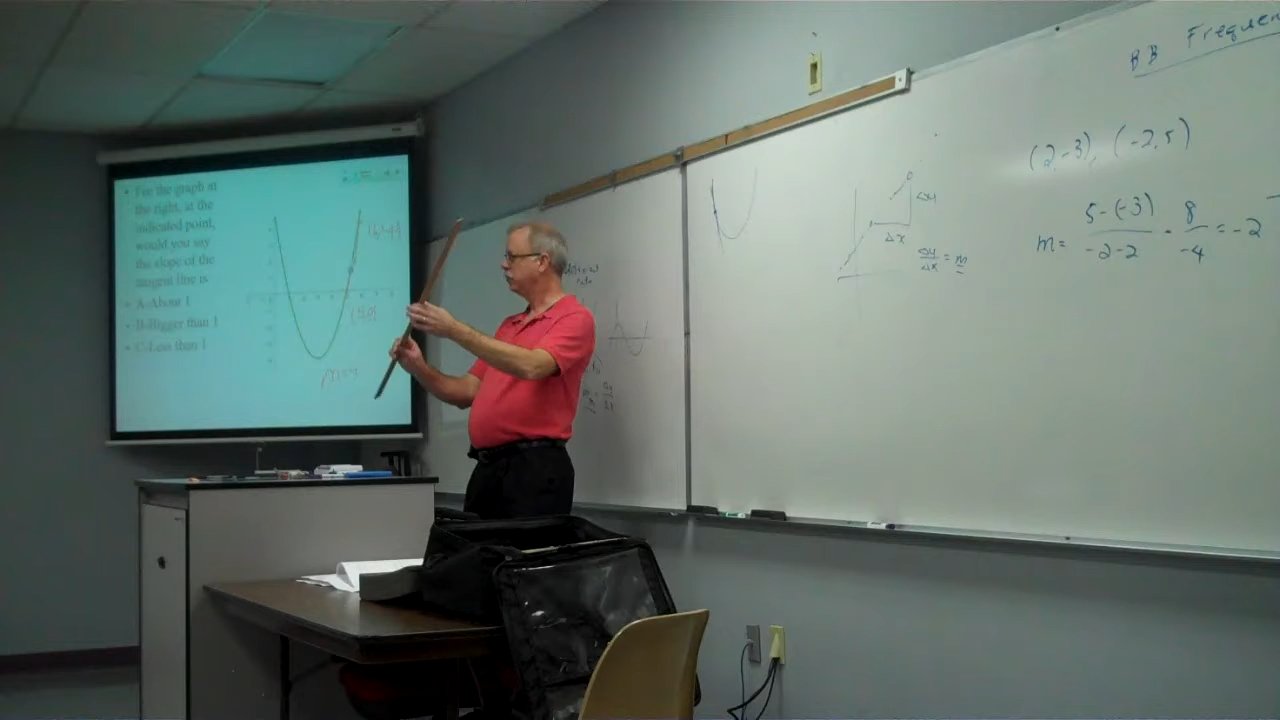 • For the graph at
the right, at the
indicated point,
would you say
the slope of the
tangent line is
• A-About 1
• B-Bigger than 1
• C-Less than 1
Δy
Δx
Δy/Δx = m
BB Frequen
(2,-3), (-2,5)
m= 5-(-3)/-2-2 = 8/-4 = -2